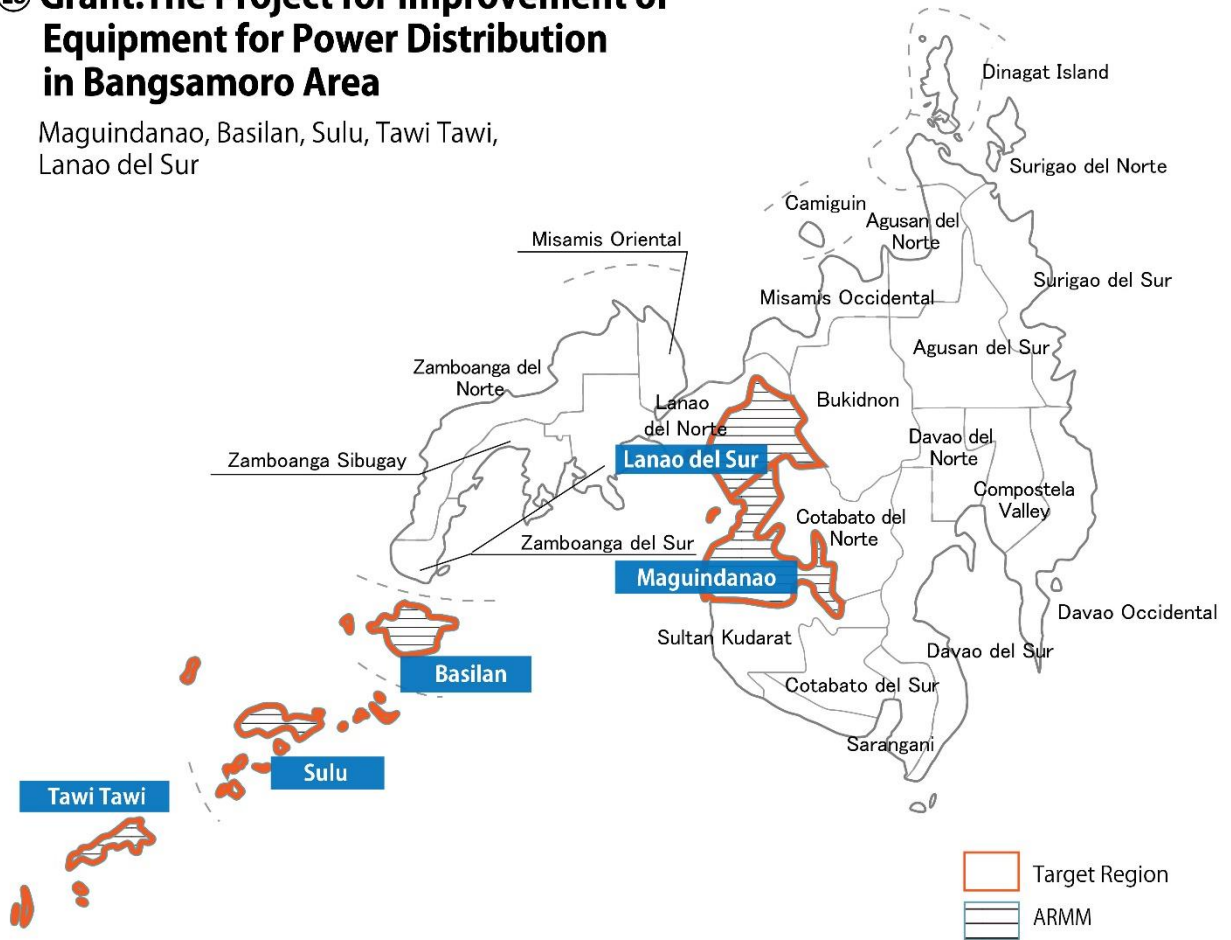 Grant:The Project for Improvement of
Equipment for Power Distribution
in Bangsamoro Area
Maguindanao, Basilan, Sulu, Tawi Tawi,
Lanao del Sur
Dinagat Island
Surigao del Norte
Camiguin
Agusan del
Norte
Misamis Oriental
Surigao del Sur
Misamis Occidental
Agusan del Sur
Zamboanga del
Norte
Lanao
del Norte
Bukidnon
Davao del
Norte
Zamboanga Sibugay
Lanao del Sur
Compostela
Valley
Cotabato del
Norte
Zamboanga del Sur
Maguindanao
Davao Occidental
Sultan Kudarat
Davao del Sur
Basilan
Cotabato del Sur
Sarangani
Sulu
Tawi Tawi
Target Region
ARMM